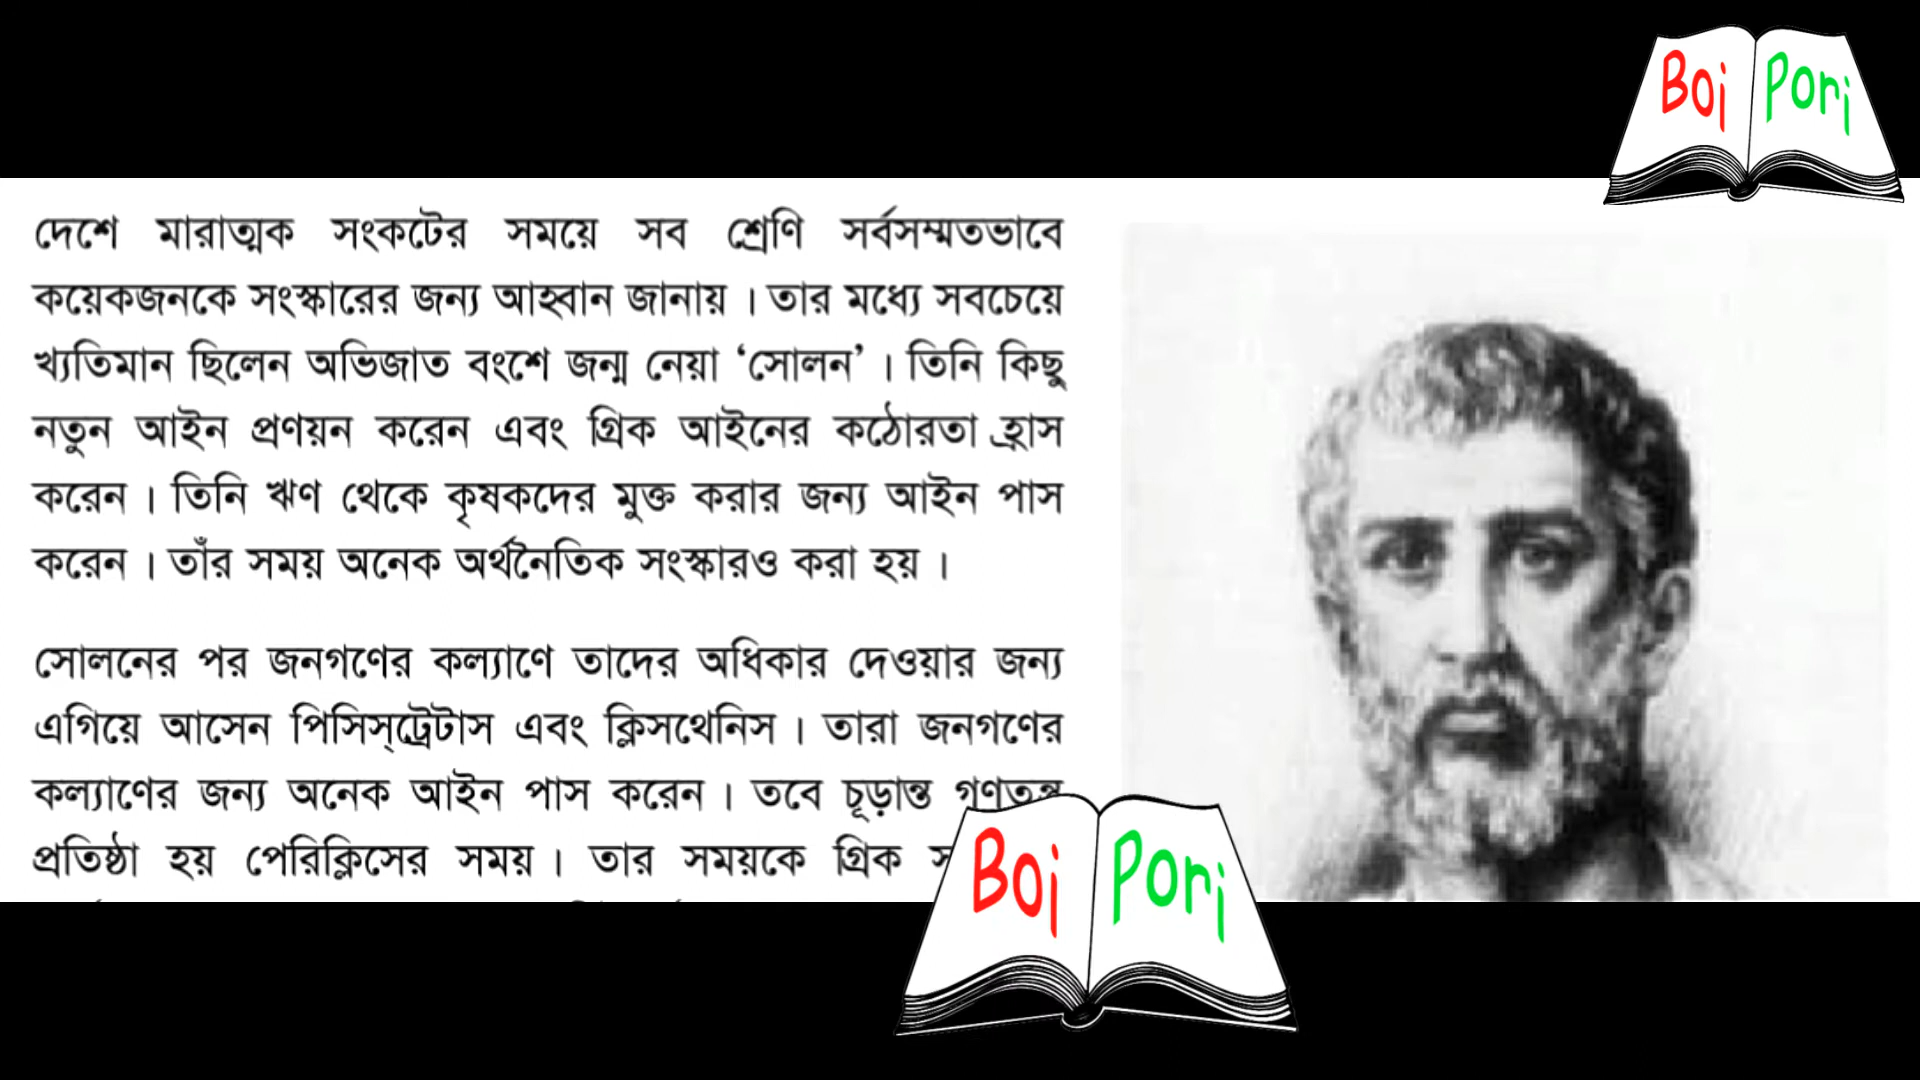 দেশে মারাত্মক সংকটের সময়ে সব শ্রেণি সর্বসম্মতভাবে
কয়েকজনকে সংস্কারের জন্য আহ্বান জানায় । তার মধ্যে সবচেয়ে
খ্যতিমান ছিলেন অভিজাত বংশে জন্ম নেয়া ‘সোলন’ । তিনি কিছু
নতুন আইন প্রণয়ন করেন এবং গ্রিক আইনের কঠোরতা হ্রাস
করেন । তিনি ঋণ থেকে কৃষকদের মুক্ত করার জন্য আইন পাস
করেন । তাঁর সময় অনেক অর্থনৈতিক সংস্কারও করা হয় ।
সোলনের পর জনগণের কল্যাণে তাদের অধিকার দেওয়ার জন্য
এগিয়ে আসেন পিসিস্ট্রেটাস এবং ক্লিসথেনিস । তারা জনগণের
কল্যাণের জন্য অনেক আইন পাস করেন । তবে চূড়ান্ত গণতন্ত্র
প্রতিষ্ঠা হয় পেরিক্লিসের সময় । তার সময়কে গ্রিক
Boi Pori
Boi Pori